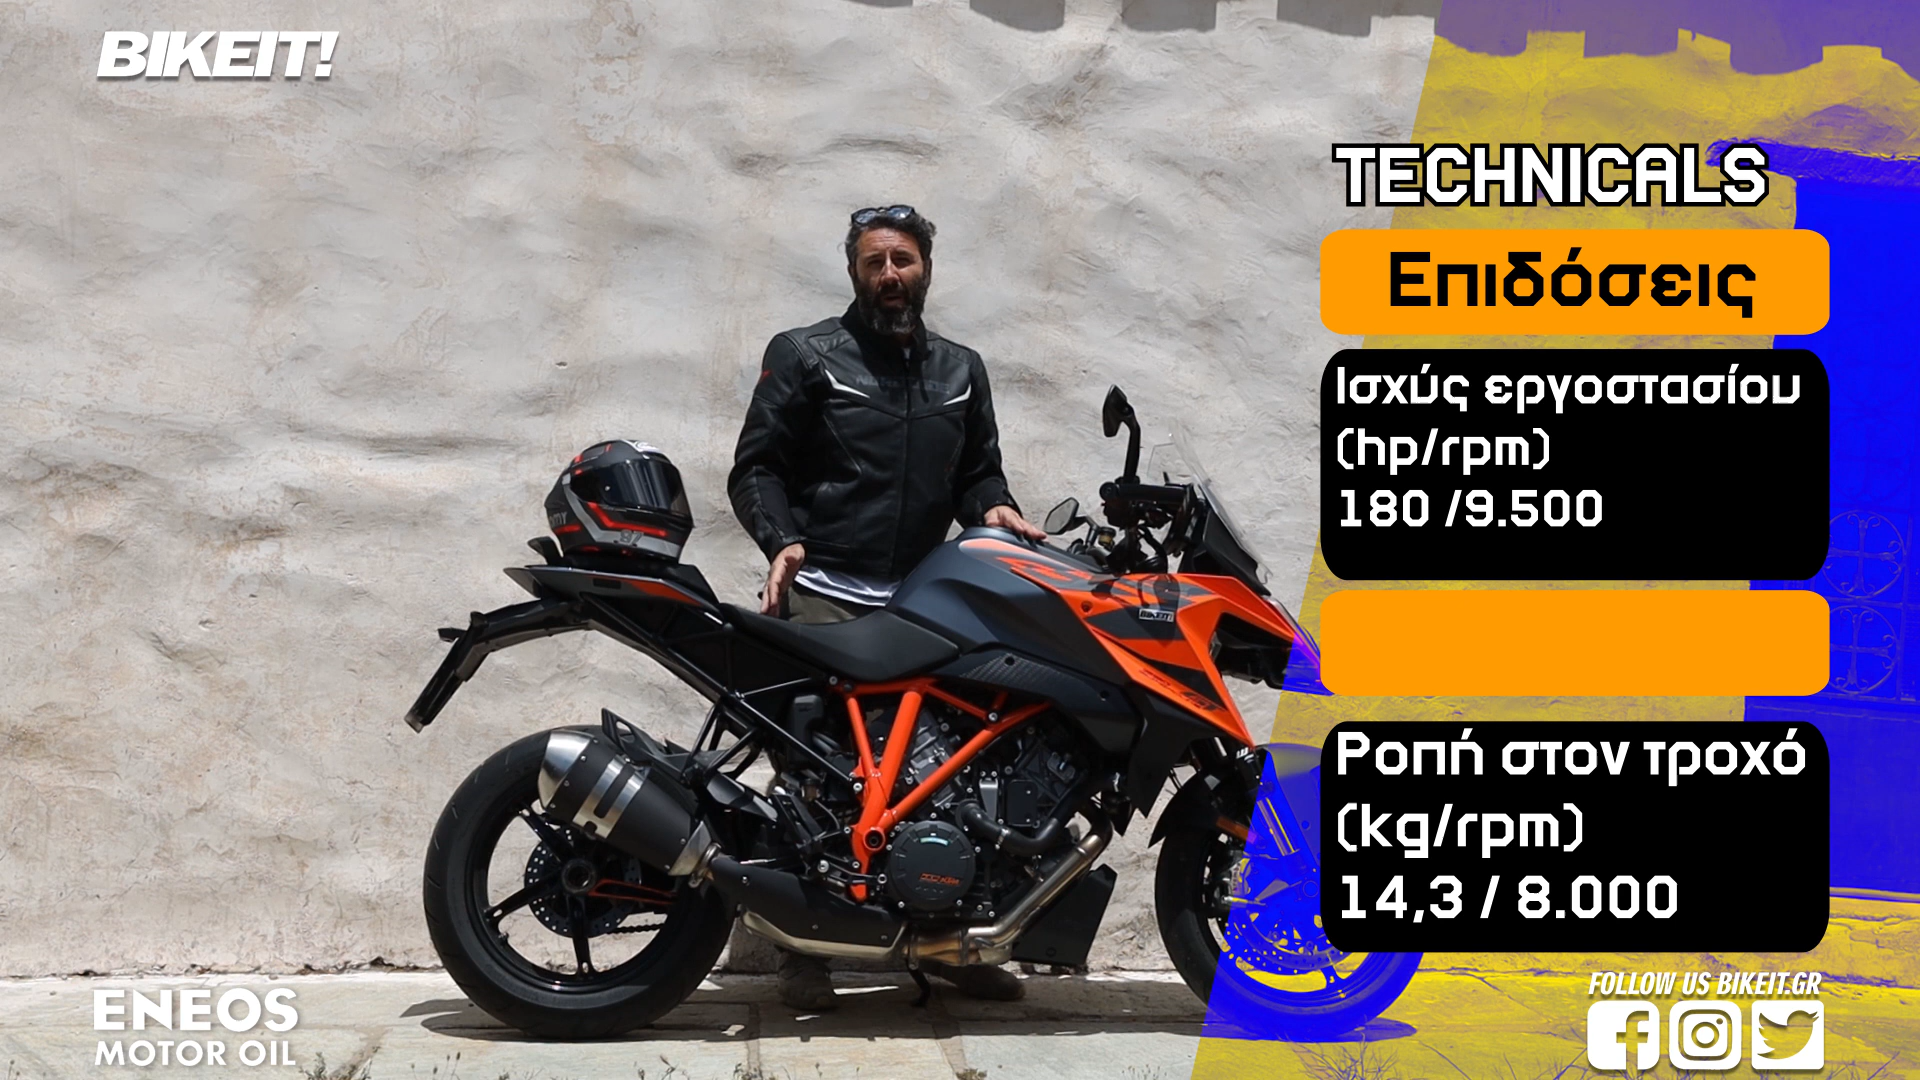 BIKEIT!
TECHNICALS
Επιδόσεις
Ισχύς εργοστασίου
(hp/rpm)
180 /9.500
Ροπή στον τροχό
(kg/rpm)
14,3 / 8.000
FOLLOW US BIKEIT.GR
ENEOS
MOTOR OIL